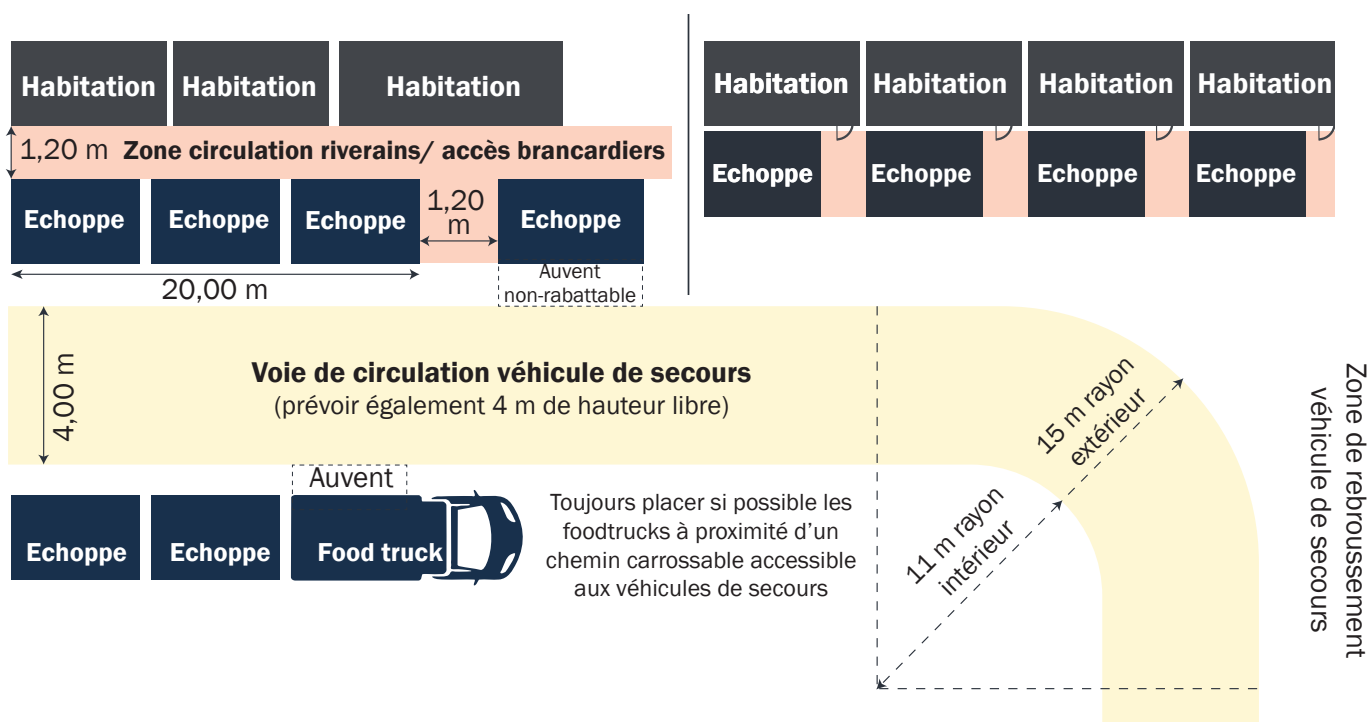 Habitation
Habitation
Habitation
1,20 m Zone circulation riverains/ accès brancardiers
Echoppe
Echoppe
Echoppe
1,20
m
Echoppe
20,00 m
Auvent
non-rabattable
Habitation
Habitation
Habitation
Habitation
Echoppe
Echoppe
Echoppe
Echoppe
4,00 m
Voie de circulation véhicule de secours
(prévoir également 4 m de hauteur libre)
15 m rayon
extérieur
11 m rayon
intérieur
Zone de rebroussement
véhicule de secours
Auvent
Echoppe
Echoppe
Food truck
Toujours placer si possible les
foodtrucks à proximité d’un
chemin carrossable accessible
aux véhicules de secours